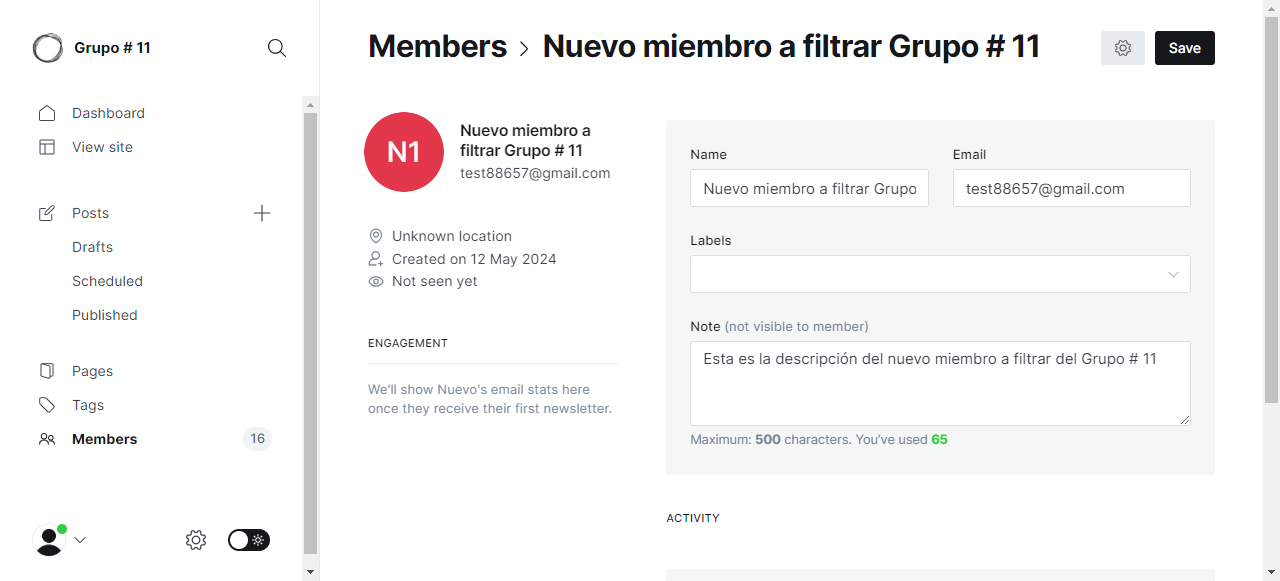 Grupo # 11
Dashboard
View site
Posts
Drafts
Scheduled
Published
Pages
Tags
Members
16
Members > Nuevo miembro a filtrar Grupo # 11
Save
N1
Nuevo miembro a
filtrar Grupo # 11
test88657@gmail.com
Unknown location
Created on 12 May 2024
Not seen yet
ENGAGEMENT
We'll show Nuevo's email stats here
once they receive their first newsletter.
Name
Nuevo miembro a filtrar Grupo
Email
test88657@gmail.com
Labels
Note (not visible to member)
Esta es la descripción del nuevo miembro a filtrar del Grupo # 11
Maximum: 500 characters. You've used 65
ACTIVITY